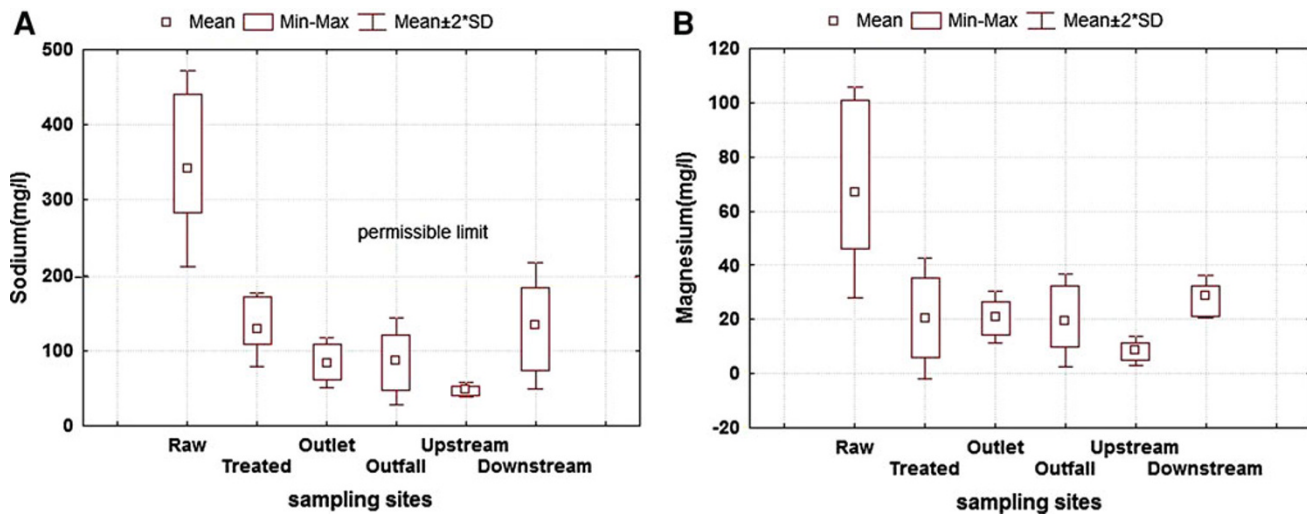 A
Mean Min-Max Mean±2*SD
500
400
300
200
100
0
Sodium(mg/l)
permissible limit
Raw
Treated
Outlet
Outfall
Upstream
Downstream
sampling sites
B
Mean Min-Max Mean±2*SD
120
100
80
60
40
20
0
-20
Magnesium(mg/l)
Raw
Treated
Outlet
Outfall
Upstream
Downstream
sampling sites